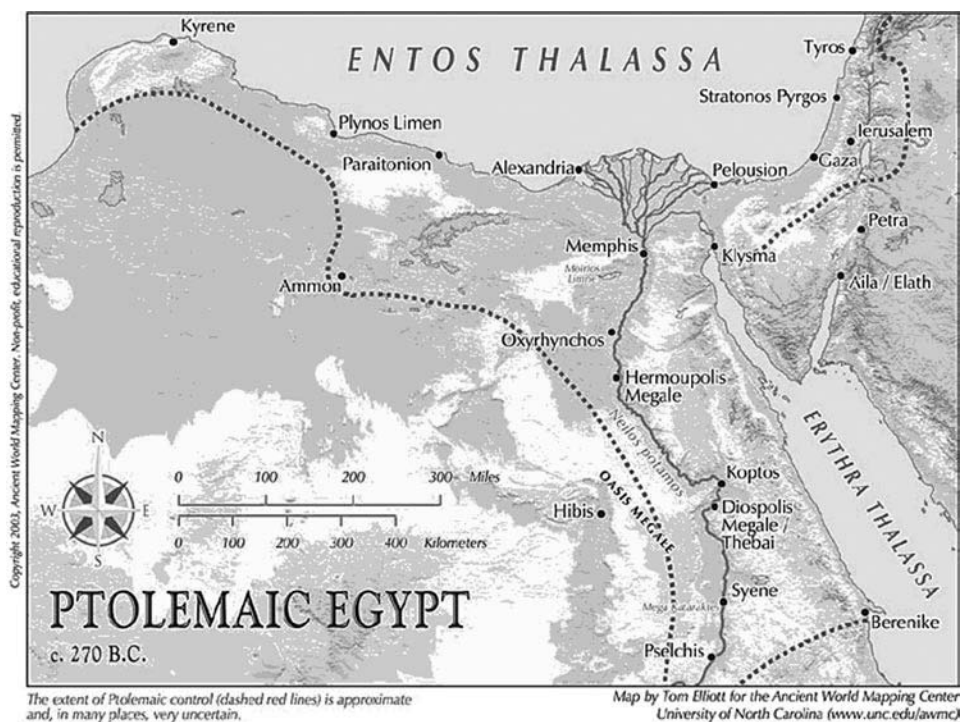 Kyrene
ENTOS THALASSA
Tyros
Stratonos Pyrgos
Plynos Limen
Ierusalem
Paraitonion
Alexandria
Gaza
Pelousion
Petra
Memphis
Klysma
Moirios
Limne
Ammon
Aila / Elath
Oxyrhynchos
Hermoupolis
Megale
Neilos potamos
ERYTHRA THALASSA
N
W
E
S
0 100 200 300 Miles
0 100 200 300 400 Kilometers
Koptos
OASIS MEGALE
Hibis
Diospolis
Megale /
Thebai
Syene
Mega Katarraktes
Berenike
Pselchis
PTOLEMAIC EGYPT
c. 270 B.C.
The extent of Ptolemaic control (dashed red lines) is approximate
and, in many places, very uncertain.
Map by Tom Elliott for the Ancient World Mapping Center
University of North Carolina (www.unc.edu/awmc)
Copyright 2003, Ancient World Mapping Center. Non-profit, educational reproduction is permitted.